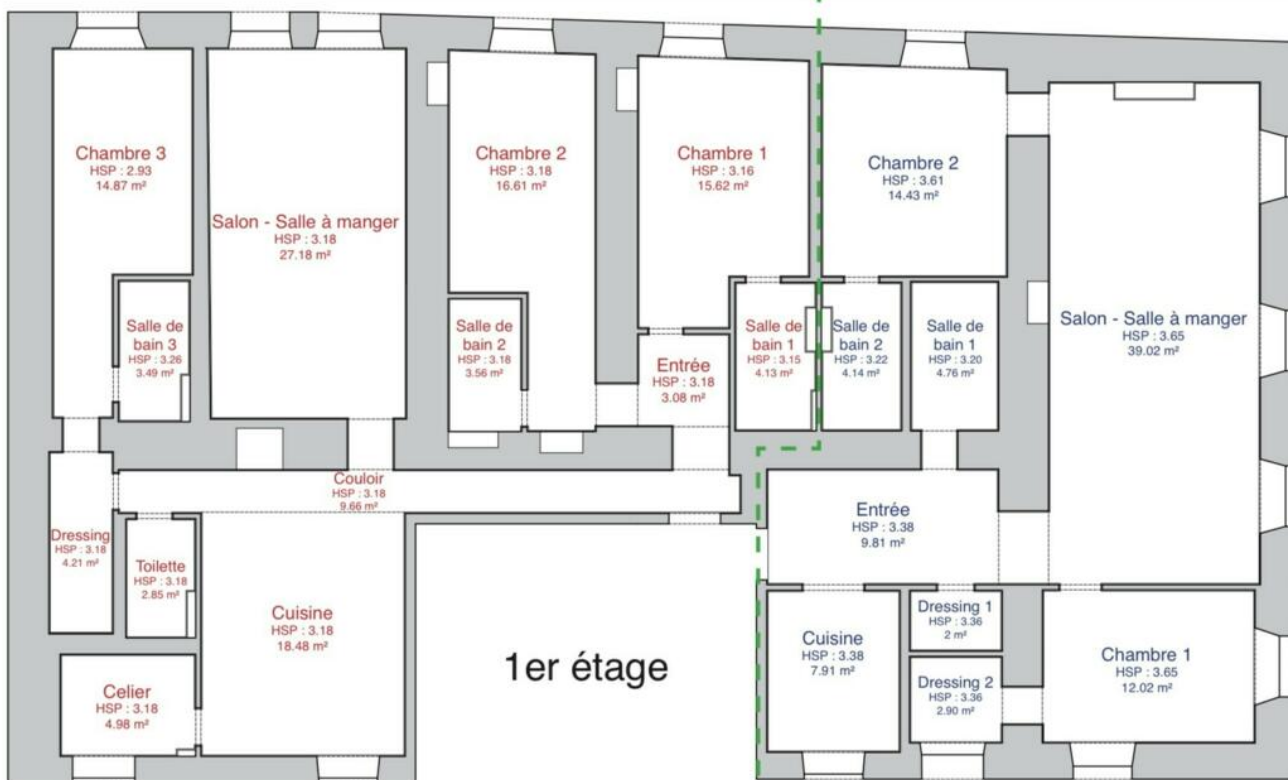 Chambre 3
HSP : 2.93
14.87 m²
Salon - Salle à manger
HSP : 3.18
27.18 m²
Chambre 2
HSP : 3.18
16.61 m²
Chambre 1
HSP : 3.16
15.62 m²
Chambre 2
HSP : 3.61
14.43 m²
Salle de
bain 3
HSP : 3.26
3.49 m²
Salle de
bain 2
HSP : 3.18
3.56 m²
Entrée
HSP : 3.18
3.08 m²
Salle de
bain 1
HSP : 3.15
4.13 m²
Salle de
bain 2
HSP : 3.22
4.14 m²
Salle de
bain 1
HSP : 3.20
4.76 m²
Salon - Salle à manger
HSP : 3.65
39.02 m²
Couloir
HSP : 3.18
9.66 m²
Dressing
HSP : 3.18
4.21 m²
Toilette
HSP : 3.18
2.85 m²
Entrée
HSP : 3.38
9.81 m²
Cuisine
HSP : 3.18
18.48 m²
1er étage
Cuisine
HSP : 3.38
7.91 m²
Dressing 1
HSP : 3.36
2 m²
Dressing 2
HSP : 3.36
2.90 m²
Chambre 1
HSP : 3.65
12.02 m²
Celier
HSP : 3.18
4.98 m²